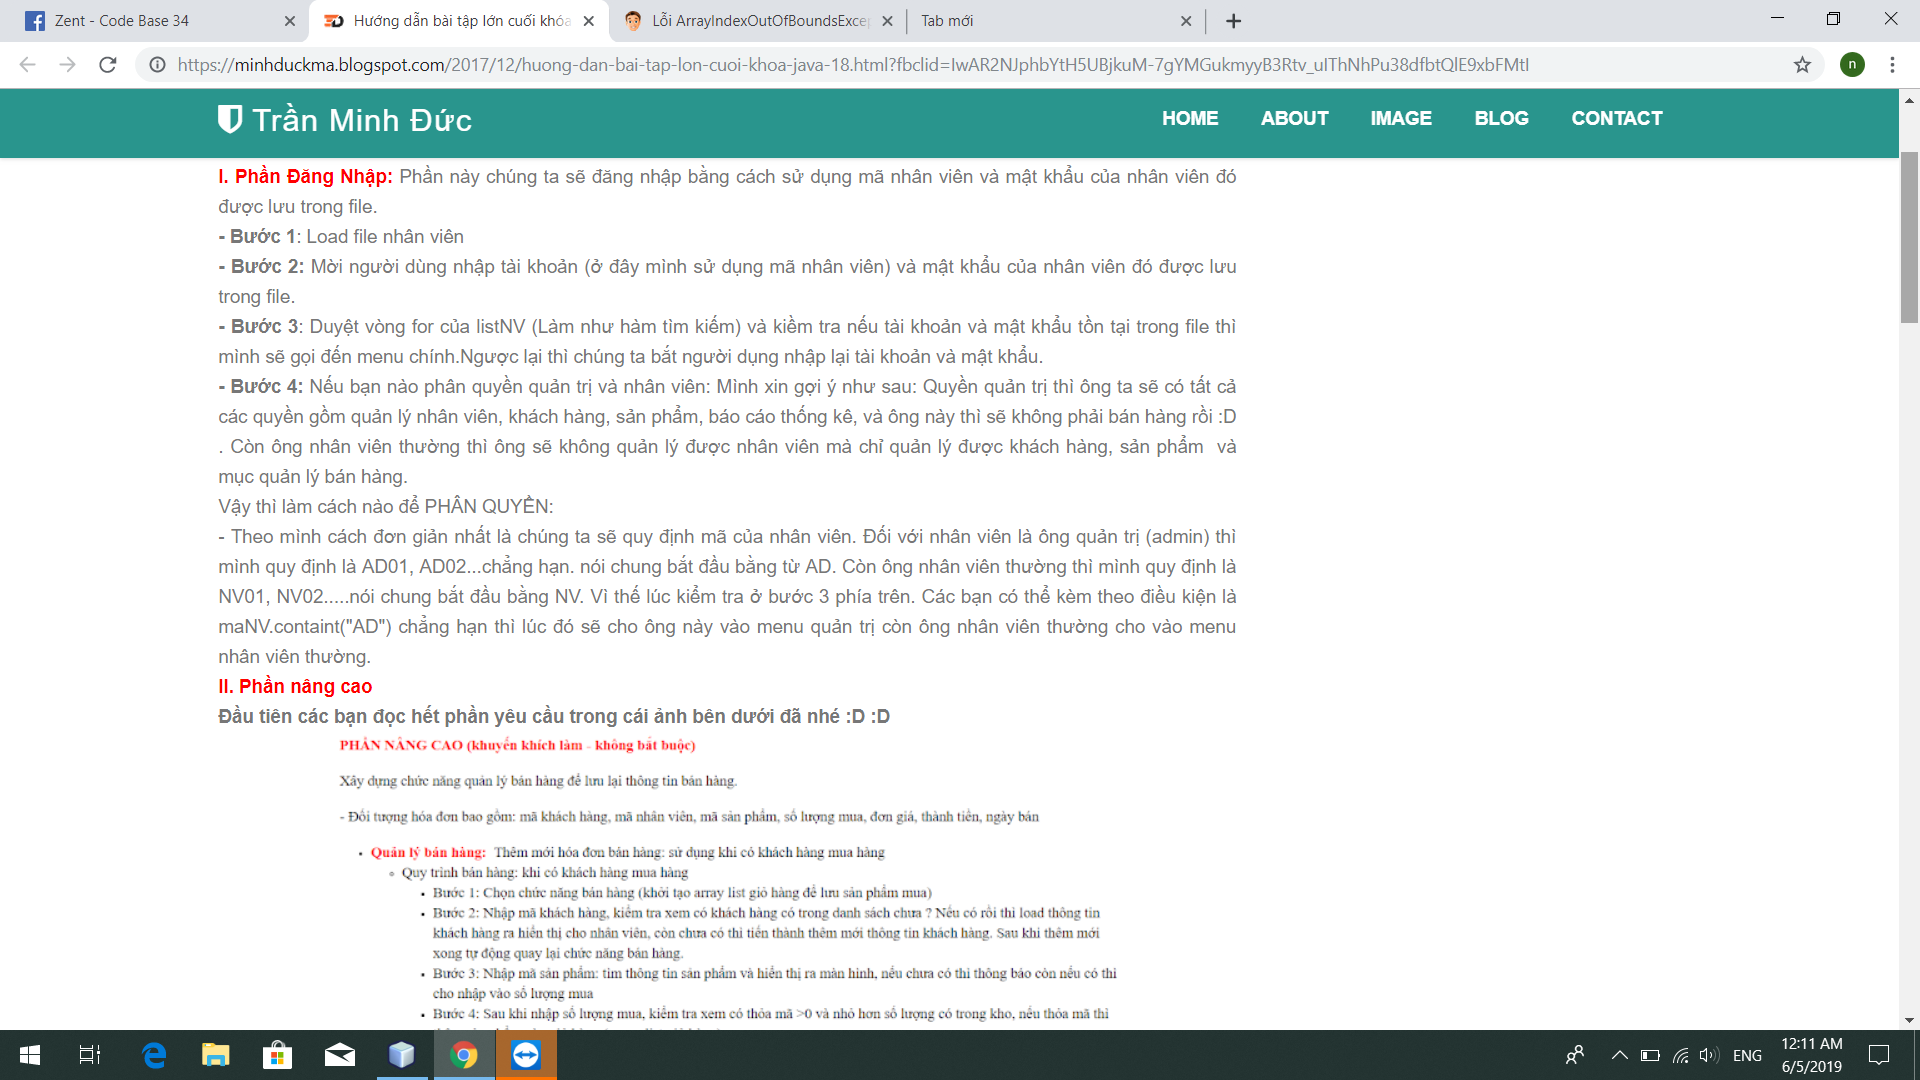 Zent - Code Base 34
Hướng dẫn bài tập lớn cuối khóa
Lỗi ArrayIndexOutOfBoundsExcep
Tab mới
https://minhduckma.blogspot.com/2017/12/huong-dan-bai-tap-lon-cuoi-khoa-java-18.html?fbclid=IwAR2NJphbYtH5UBjkuM-7gYMGukmyyB3Rtv_uIThNhPu38dfbtQlE9xbFMtI
n
Trần Minh Đức
HOME ABOUT IMAGE BLOG CONTACT
I. Phần Đăng Nhập: Phần này chúng ta sẽ đăng nhập bằng cách sử dụng mã nhân viên và mật khẩu của nhân viên đó
được lưu trong file.
- Bước 1: Load file nhân viên
- Bước 2: Mời người dùng nhập tài khoản (ở đây mình sử dụng mã nhân viên) và mật khẩu của nhân viên đó được lưu
trong file.
- Bước 3: Duyệt vòng for của listNV (Làm như hàm tìm kiếm) và kiềm tra nếu tài khoản và mật khẩu tồn tại trong file thì
mình sẽ gọi đến menu chính.Ngược lại thì chúng ta bắt người dụng nhập lại tài khoản và mật khẩu.
- Bước 4: Nếu bạn nào phân quyền quản trị và nhân viên: Mình xin gợi ý như sau: Quyền quản trị thì ông ta sẽ có tất cả
các quyền gồm quản lý nhân viên, khách hàng, sản phẩm, báo cáo thống kê, và ông này thì sẽ không phải bán hàng rồi :D
. Còn ông nhân viên thường thì ông sẽ không quản lý được nhân viên mà chỉ quản lý được khách hàng, sản phẩm và
mục quản lý bán hàng.
Vậy thì làm cách nào để PHÂN QUYỀN:
- Theo mình cách đơn giản nhất là chúng ta sẽ quy định mã của nhân viên. Đối với nhân viên là ông quản trị (admin) thì
mình quy định là AD01, AD02...chẳng hạn. nói chung bắt đầu bằng từ AD. Còn ông nhân viên thường thì mình quy định là
NV01, NV02.....nói chung bắt đầu bằng NV. Vì thế lúc kiểm tra ở bước 3 phía trên. Các bạn có thể kèm theo điều kiện là
maNV.containt("AD") chẳng hạn thì lúc đó sẽ cho ông này vào menu quản trị còn ông nhân viên thường cho vào menu
nhân viên thường.
II. Phần nâng cao
Đầu tiên các bạn đọc hết phần yêu cầu trong cái ảnh bên dưới đã nhé :D :D
PHẦN NÂNG CAO (khuyến khích làm - không bắt buộc)
Xây dựng chức năng quản lý bán hàng để lưu lại thông tin bán hàng.
- Đối tượng hóa đơn bao gồm: mã khách hàng, mã nhân viên, mã sản phẩm, số lượng mua, đơn giá, thành tiền, ngày bán
• Quản lý bán hàng: Thêm mới hóa đơn bán hàng: sử dụng khi có khách hàng mua hàng
Quy trình bán hàng: khi có khách hàng mua hàng
• Bước 1: Chọn chức năng bán hàng (khởi tạo array list giỏ hàng để lưu sản phẩm mua)
• Bước 2: Nhập mã khách hàng, kiểm tra xem có khách hàng có trong danh sách chưa ? Nếu có rồi thì load thông tin
khách hàng ra hiển thị cho nhân viên, còn chưa có thì tiến thành thêm mới thông tin khách hàng. Sau khi thêm mới
xong tự động quay lại chức năng bán hàng.
• Bước 3: Nhập mã sản phẩm: tìm thông tin sản phẩm và hiển thị ra màn hình, nếu chưa có thì thông báo còn nếu có thì
cho nhập vào số lượng mua
• Bước 4: Sau khi nhập số lượng mua, kiểm tra xem có thỏa mã >0 và nhỏ hơn số lượng có trong kho, nếu thỏa mã thì
ENG
12:11 AM
6/5/2019